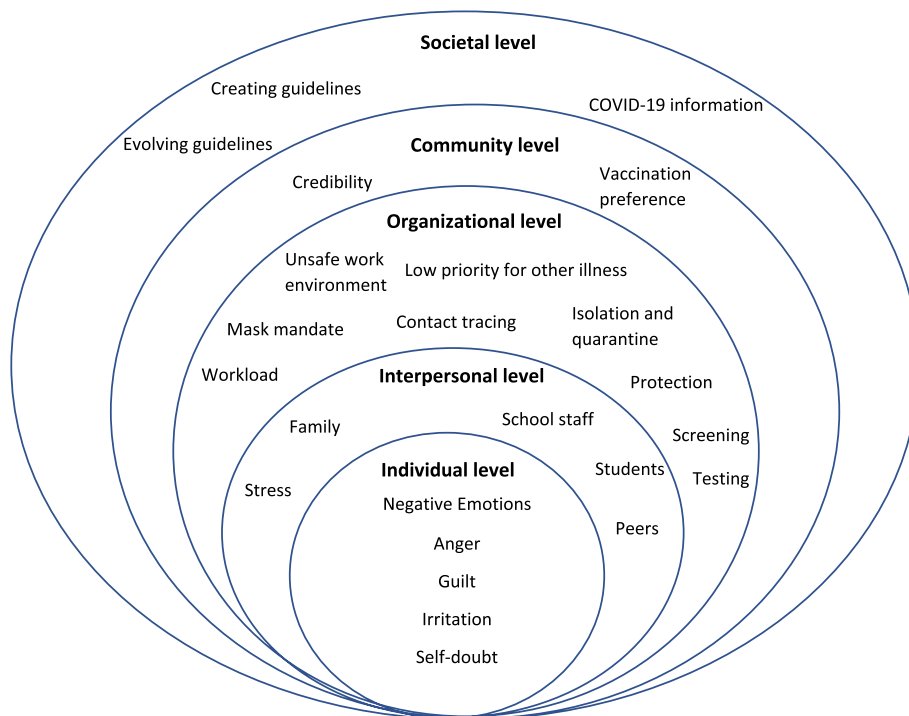 Societal level
Creating guidelines
COVID-19 information
Evolving guidelines
Community level
Credibility
Vaccination
preference
Organizational level
Unsafe work
environment
Low priority for other illness
Mask mandate
Contact tracing
Isolation and
quarantine
Workload
Interpersonal level
Protection
Family
School staff
Screening
Individual level
Students
Testing
Stress
Negative Emotions
Peers
Anger
Guilt
Irritation
Self-doubt